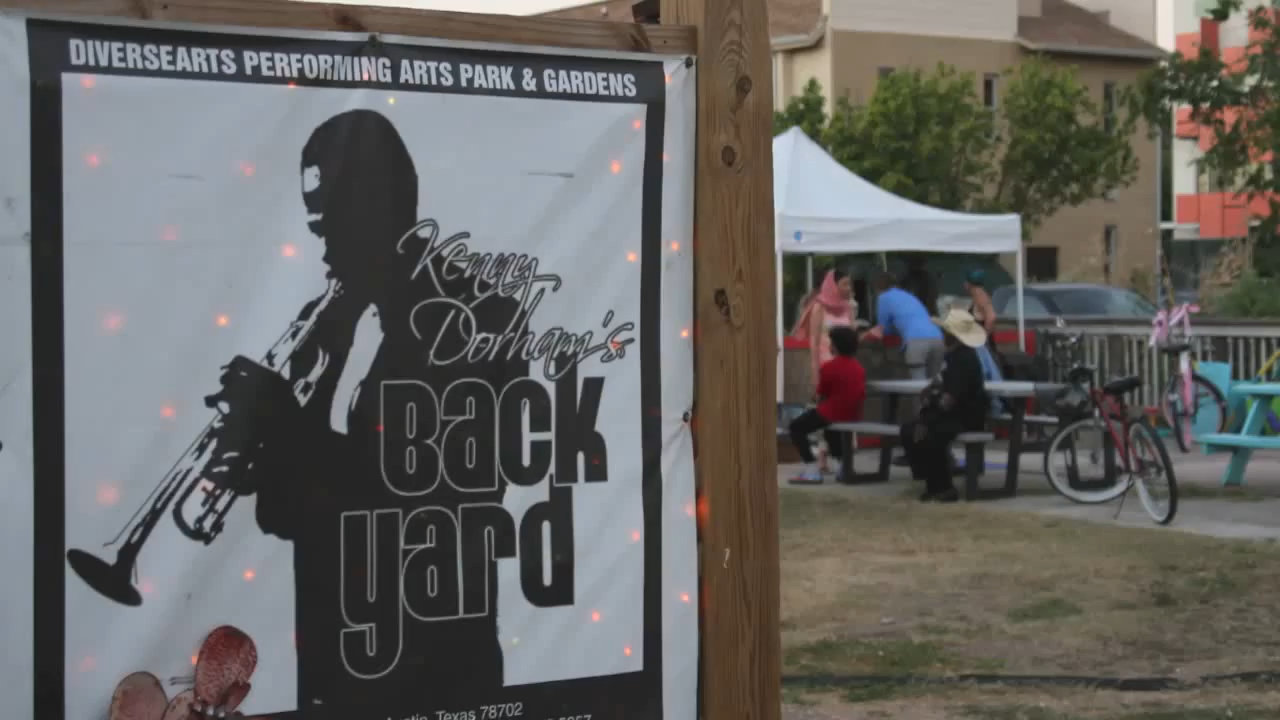 DIVERSEARTS PERFORMING ARTS PARK & GARDENS
Kenny
Dorham's
Back
yard
Austin, Texas 78702